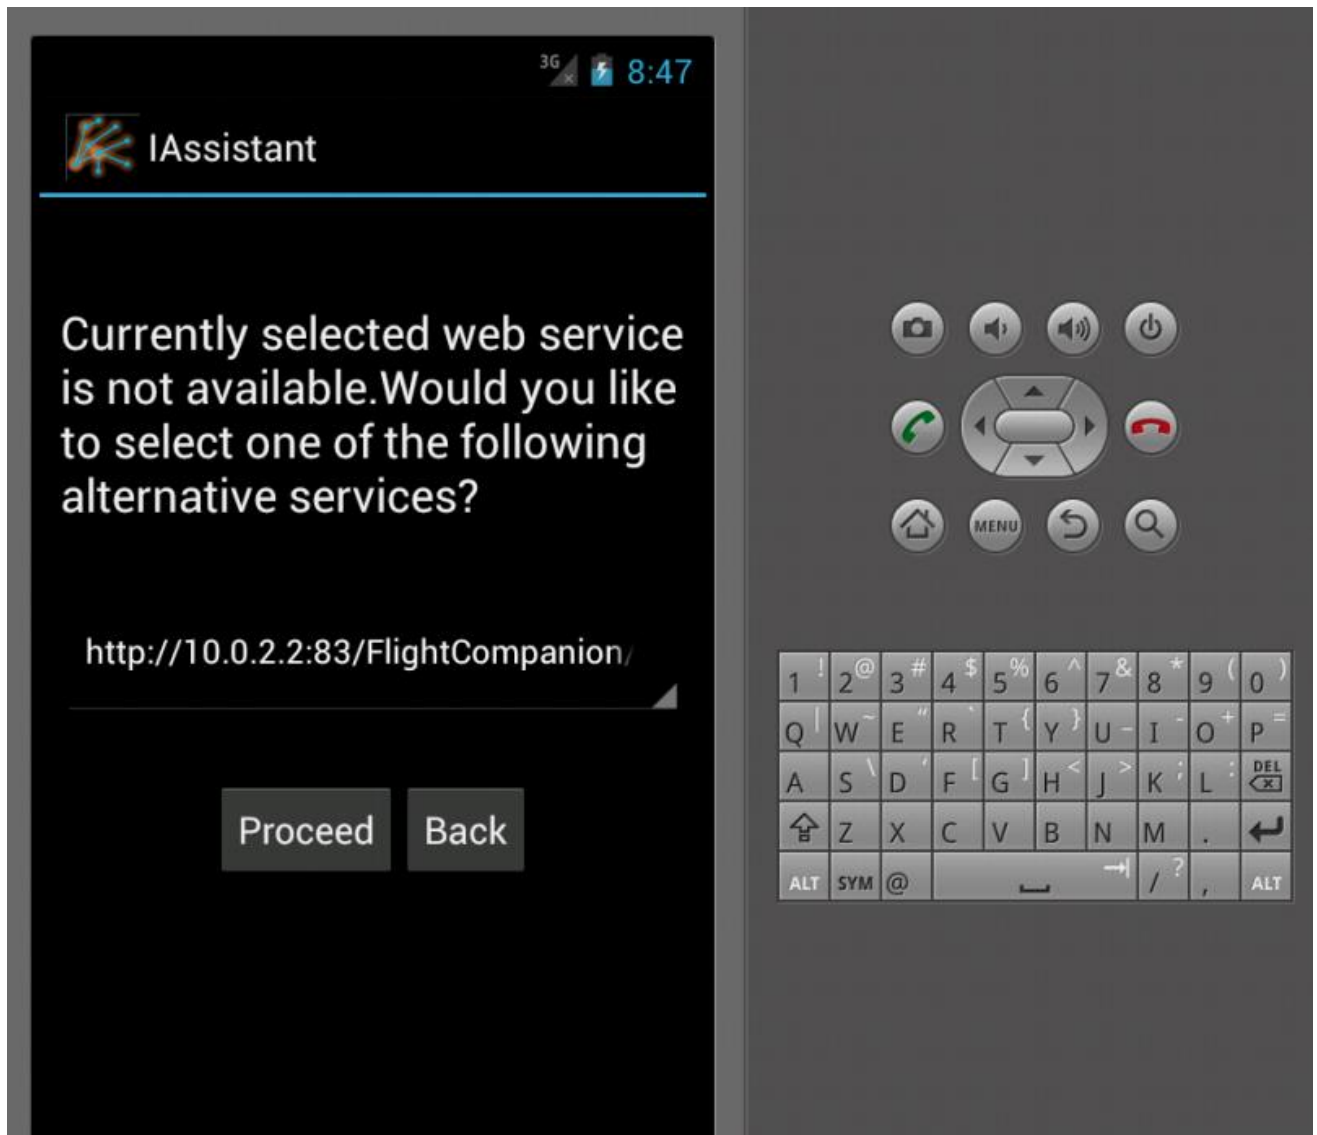 3G 8:47
IAssistant
Currently selected web service
is not available.Would you like
to select one of the following
alternative services?
http://10.0.2.2:83/FlightCompanion/
Proceed Back
MENU
1 ! 2 @ 3 # 4 $ 5 % 6 ^ 7 & 8 * 9 ( 0 )
Q | W ~ E “ R ` T { Y } U _ I - O + P =
A S \ D ' F [ G ] H < J > K ; L : DEL
Z X C V B N M .
ALT SYM @ / ? , ALT